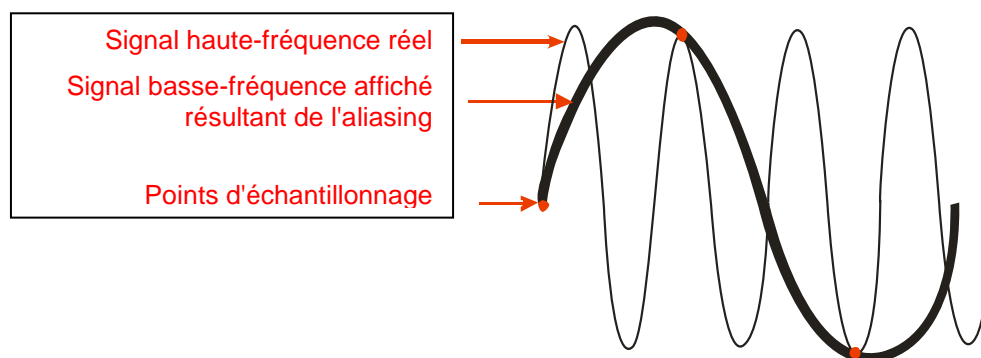 Signal haute-fréquence réel
Signal basse-fréquence affiché
résultant de l'aliasing
Points d'échantillonnage